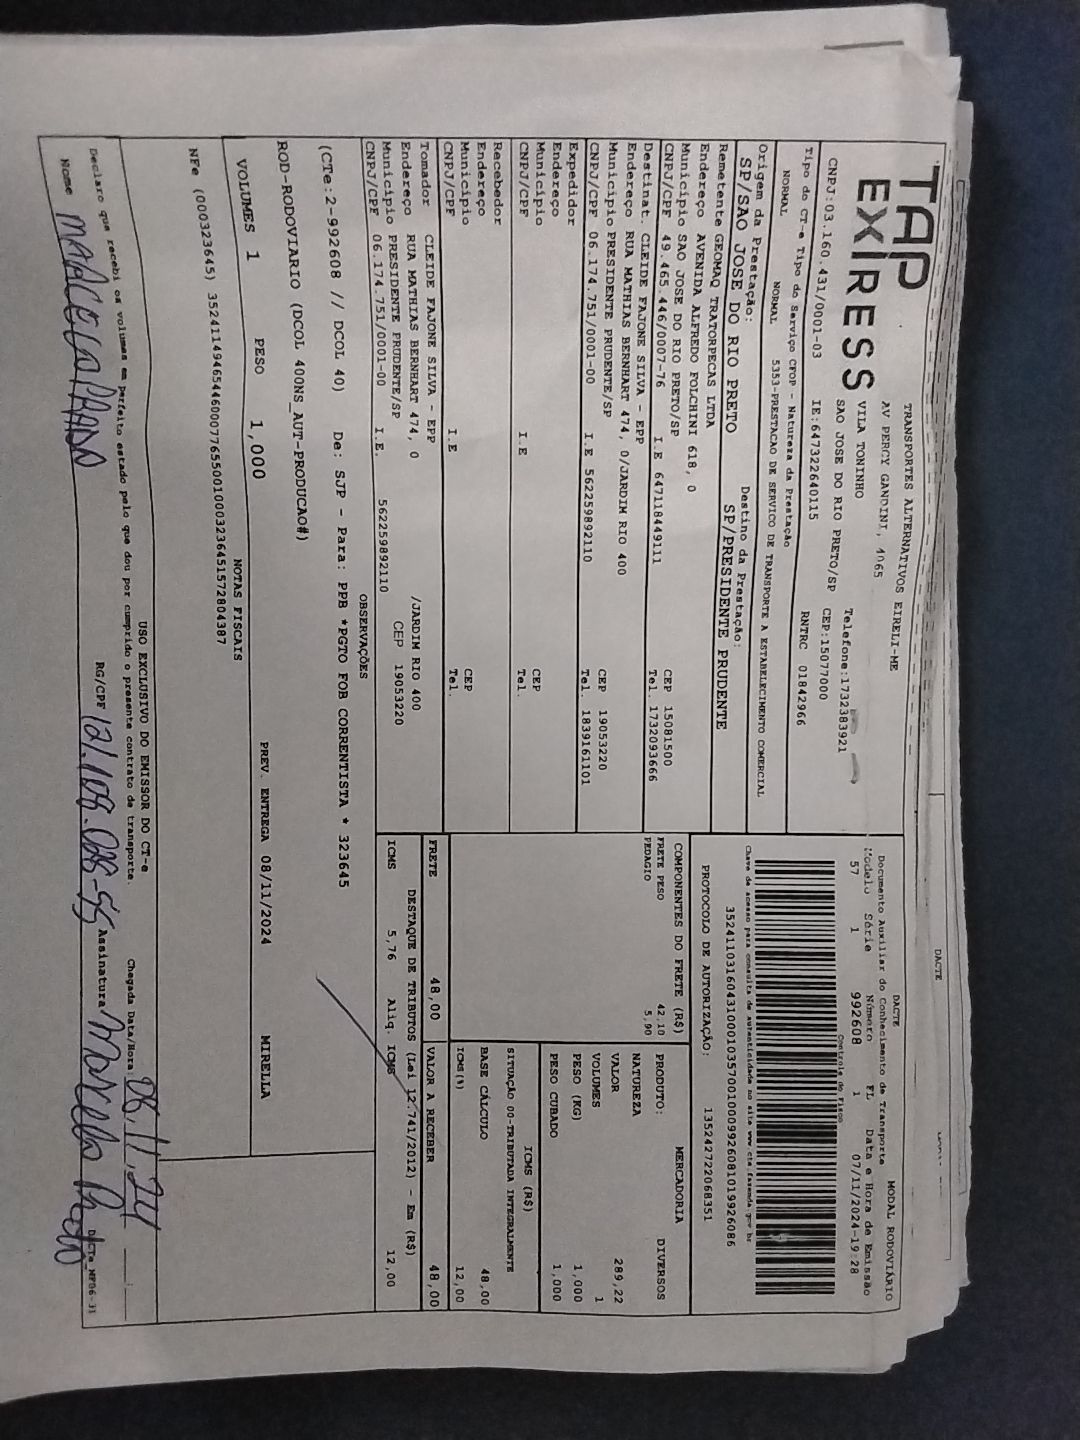 TAP
EXPRESS
TRANSPORTES ALTERNATIVOS EIRELI-ME
AV PERCY GANDINI, 1065
VILA TONINHO
SAO JOSE DO RIO PRETO/SP
Telefone:1732383921
CEP:15077000
CNPJ:03.160.431/0001-03 IE:647322640115 RNTRC 01842966
Tipo do CT-e Tipo do Serviço CFOP - Natureza da Prestação
NORMAL NORMAL 5353-PRESTACAO DE SERVICO DE TRANSPORTE A ESTABELECIMENTO COMERCIAL
Origem da Prestação: Destino da Prestação:
SP/SAO JOSE DO RIO PRETO SP/PRESIDENTE PRUDENTE
Remetente GEOMAQ TRATORPECAS LTDA
Endereço AVENIDA ALFREDO FOLCHINI 618, 0
Município SAO JOSE DO RIO PRETO/SP CEP 15081500
CNPJ/CPF 49.465.446/0007-76 I.E 647118449111 Tel. 1732093666
Destinat. CLEIDE FAJONE SILVA - EPP
Endereço RUA MATHIAS BERNHART 474, 0/JARDIM RIO 400
Município PRESIDENTE PRUDENTE/SP CEP 19053220
CNPJ/CPF 06.174.751/0001-00 I.E 562259892110 Tel. 1839161101
Expedidor
Endereço
Município CEP
CNPJ/CPF I.E Tel.
Recebedor
Endereço
Município CEP
CNPJ/CPF I.E Tel.
Tomador CLEIDE FAJONE SILVA - EPP
Endereço RUA MATHIAS BERNHART 474, 0 /JARDIM RIO 400
Município PRESIDENTE PRUDENTE/SP CEP 19053220
CNPJ/CPF 06.174.751/0001-00 I.E. 562259892110
DACTE
DACTE MODAL RODOVIÁRIO
Documento Auxiliar do Conhecimento de Transporte
Modelo Série Número FL Data e Hora de Emissão
57 1 992608 1 07/11/2024-19:28
Controle do Fisco
Chave de acesso para consulta de autenticidade no site www.cte.fazenda.gov.br
35241103160431000103570010009926081019926086
PROTOCOLO DE AUTORIZAÇÃO: 135242722068351
COMPONENTES DO FRETE (R$)
FRETE PESO 42,10
PEDAGIO 5,90
PRODUTO: MERCADORIA DIVERSOS
NATUREZA
VALOR 289,22
VOLUMES 1
PESO (KG) 1,000
PESO CUBADO 1,000
ICMS (R$)
SITUAÇÃO 00-TRIBUTADA INTEGRALMENTE
BASE CÁLCULO 48,00
ICMS(%) 12,00
FRETE 48,00 VALOR A RECEBER 48,00
DESTAQUE DE TRIBUTOS (Lei 12.741/2012) - Em (R$)
ICMS 5,76 Aliq. ICMS 12,00
OBSERVAÇÕES
(CTe:2-992608 // DCOL 40) De: SJP - Para: PPB *PGTO FOB CORRENTISTA * 323645
ROD-RODOVIARIO (DCOL 400NS_AUT-PRODUCAO#)
VOLUMES 1 PESO 1,000 PREV. ENTREGA 08/11/2024 MIRELLA
NOTAS FISCAIS
NFe (000323645) 35241149465446000776550010003236451572804387
USO EXCLUSIVO DO EMISSOR DO CT-e
Declaro que recebi os volumes em perfeito estado pelo que dou por cumprido o presente contrato de transporte. Chegada Data/Hora: 08.11.24
Nome RG/CPF Assinatura Marcelo
DACTe MP06-31